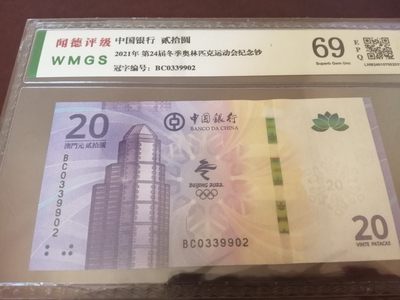 闻德评级
WMGS
中国银行 贰拾圆
2021年 第24届冬季奥林匹克运动会纪念钞
冠字编号: BC0339902
69
Superb Gem Unc
EPQ
20
澳門元貳拾圓
中國銀行
BANCO DA CHINA
BEIJING 2022
BC0339902
BC0339902
20
VINTE PATACAS